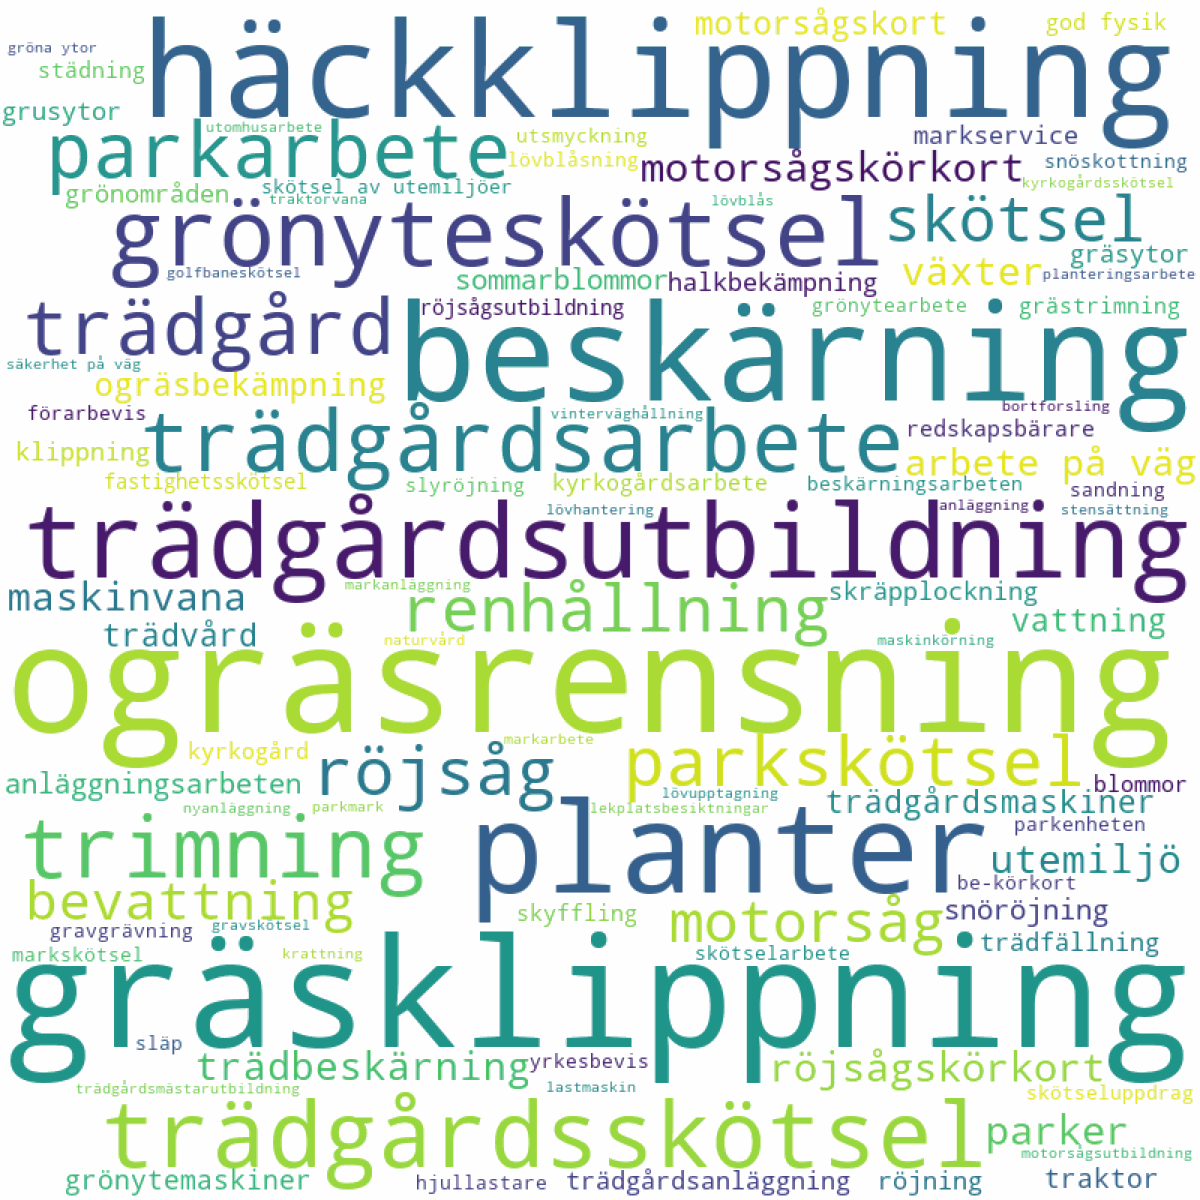 häckklippning
motorsågskort
god fysik
gröna ytor
städning
grusytor
parkarbete
utomhusarbete
utsmyckning
markservice
lövblåsning
motorsågskörkort
snöskottning
kyrkogårdsskötsel
grönområden
skötsel av utemiljöer
traktorvana
lövblås
grönyteskötsel
skötsel
gräsytor
golfbaneskötsel
sommarblommor
halkbekämpning
växter
planteringsarbete
trädgård
röjsågsutbildning
grönytearbete
grästrimning
beskärning
säkerhet på väg
ogräsbekämpning
förarbevis
vinterväghållning
bortforsling
klippning
trädgårdsarbete
redskapsbärare
arbete på väg
fastighetsskötsel
slyröjning
kyrkogårdsarbete
beskärningsarbeten
sandning
lövhantering
anläggning
stensättning
trädgårdsutbildning
maskinvana
markanläggning
renhållning
skräpplockning
vattning
trädvård
naturvård
maskinkörning
ogräsrensning
kyrkogård
markarbete
röjsåg
parkskötsel
anläggningsarbeten
blommor
nyanläggning
parkmark
lövupptagning
lekplatsbesiktningar
trädgårdsmaskiner
trimning
planter
parkenheten
utemiljö
bevattning
be-körkort
skyffling
motorsåg
snöröjning
gravgrävning
gravskötsel
markskötsel
krattning
skötselarbete
trädfällning
gräsklippning
släp
trädbeskärning
yrkesbevis
röjsågskörkort
trädgårdsmästarutbildning
lastmaskin
skötseluppdrag
trädgårdsskötsel
parker
motorsågsutbildning
grönytemaskiner
hjullastare
trädgårdsanläggning
röjning
traktor